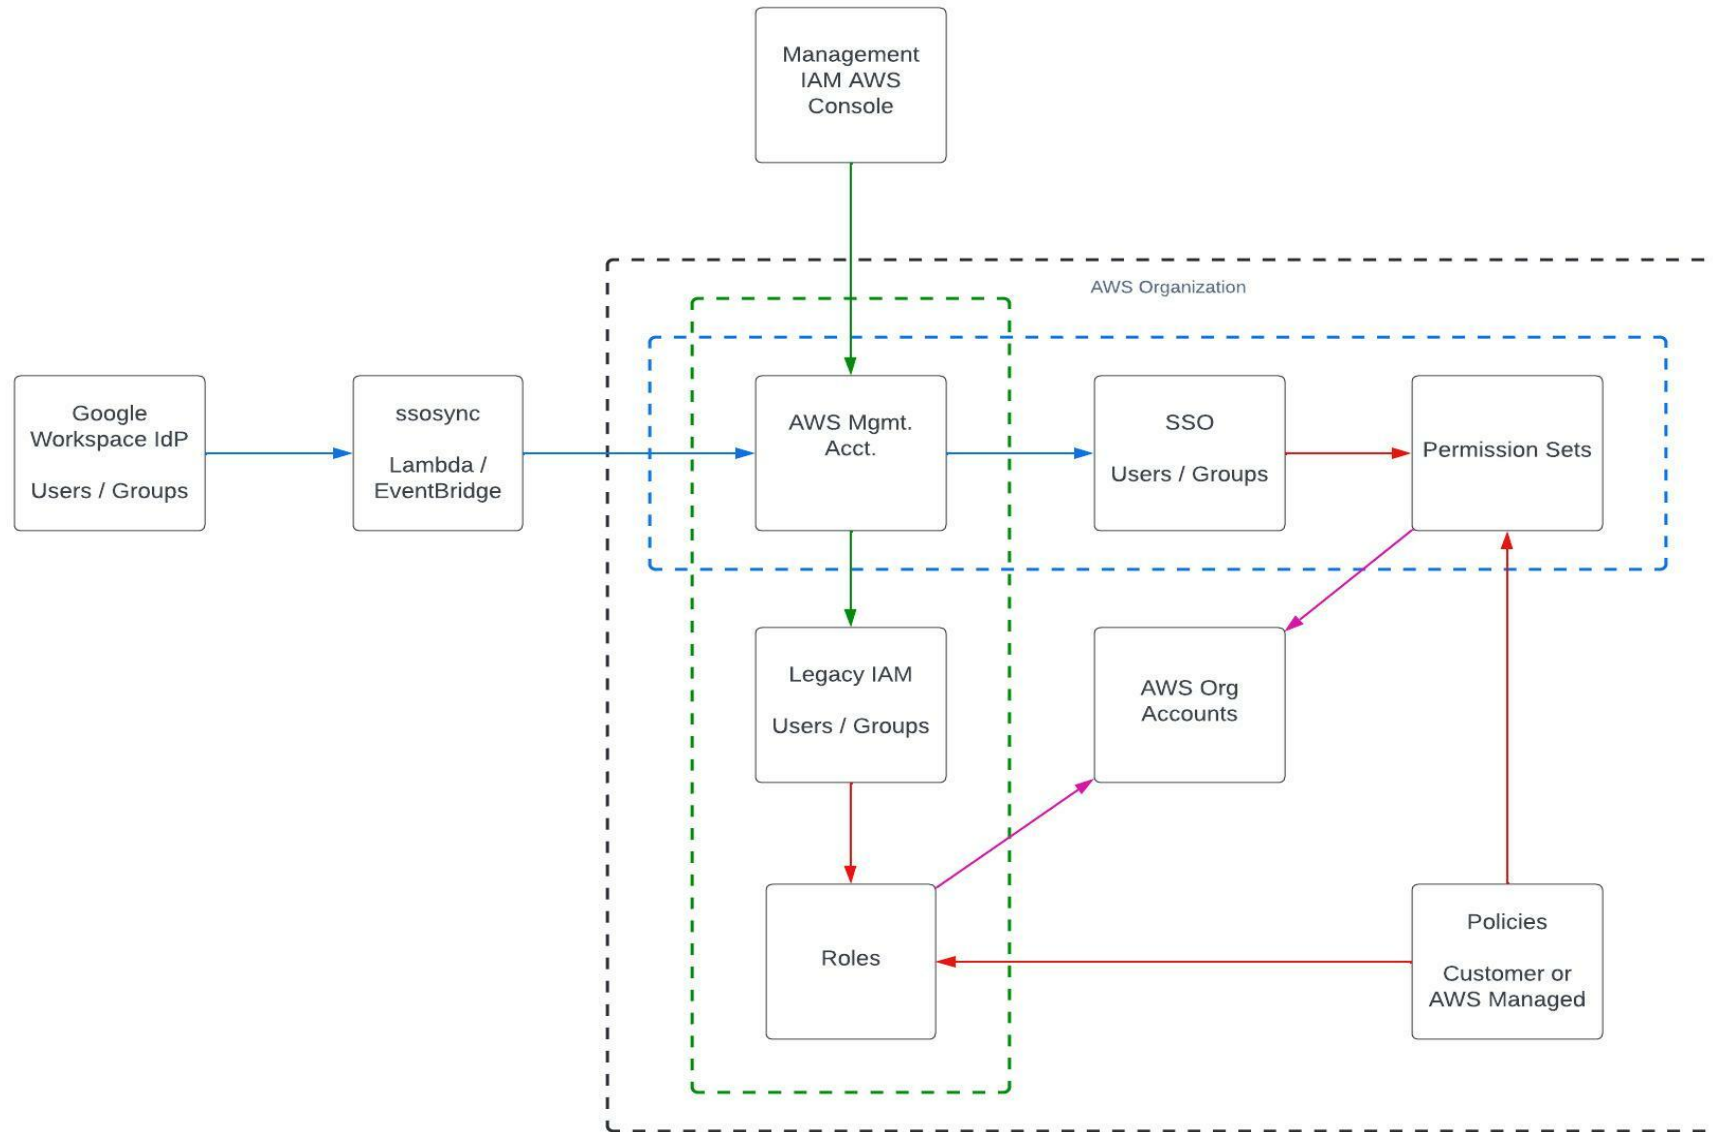 Management
IAM AWS
Console
AWS Organization
Google
Workspace IdP
Users / Groups
ssosync
Lambda /
EventBridge
AWS Mgmt.
Acct.
SSO
Users / Groups
Permission Sets
Legacy IAM
Users / Groups
AWS Org
Accounts
Roles
Policies
Customer or
AWS Managed